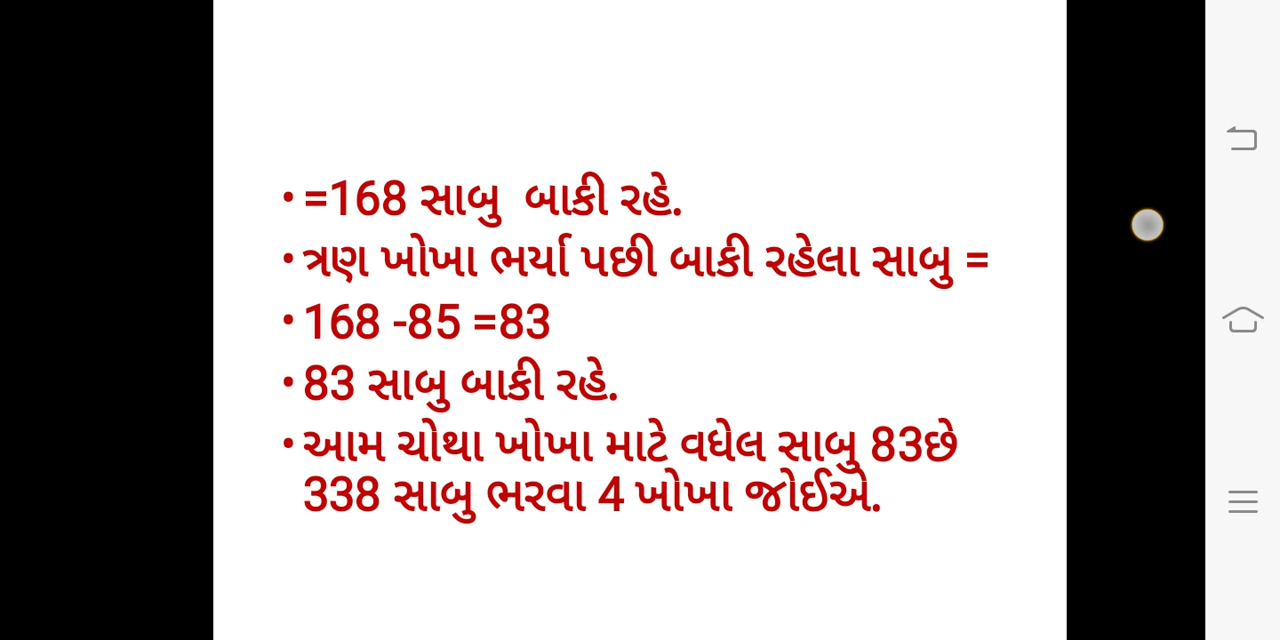 • =168 સાબુ  બાકી રહે.
• ત્રણ ખોખા ભર્યા પછી બાકી રહેલા સાબુ =
• 168 -85 =83
• 83 સાબુ બાકી રહે.
• આમ ચોથા ખોખા માટે વધેલ સાબુ 83છે
338 સાબુ ભરવા 4 ખોખા જોઈએ.